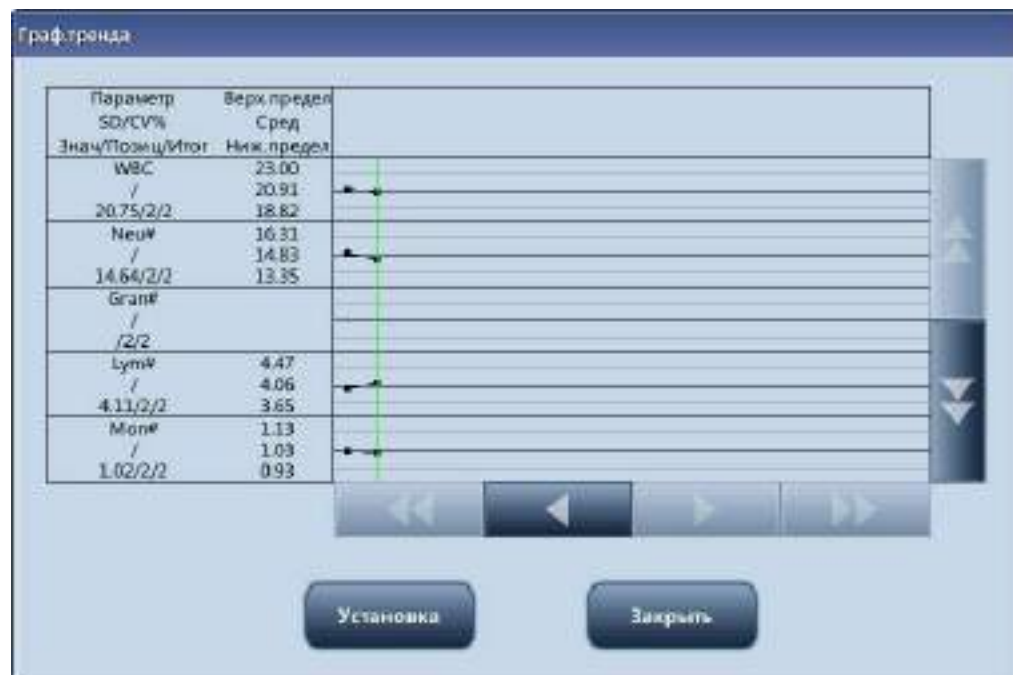 Граф.тренда
Параметр Верх.предел
SD/CV% Сред
Знач/Позиц/Итог Ниж.предел
WBC 23.00
/ 20.91
20.75/2/2 18.82
Neu# 16.31
/ 14.83
14.64/2/2 13.35
Gran#
/
/2/2
Lym# 4.47
/ 4.06
4.11/2/2 3.65
Mon# 1.13
/ 1.03
1.02/2/2 0.93
Установка Закрыть